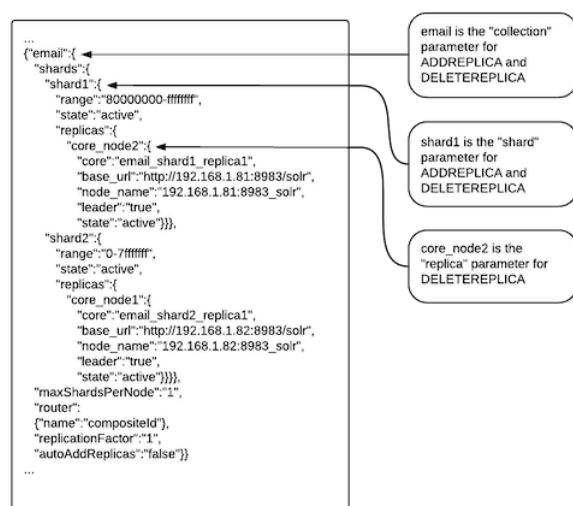 ...
{"email":{
"shards":{
"shard1":{
"range":"80000000-ffffffff",
"state":"active",
"replicas":{
"core_node2":{
"core":"email_shard1_replica1",
"base_url":"http://192.168.1.81:8983/solr",
"node_name":"192.168.1.81:8983_solr",
"leader":"true",
"state":"active"}}},
"shard2":{
"range":"0-7fffffff",
"state":"active",
"replicas":{
"core_node1":{
"core":"email_shard2_replica1",
"base_url":"http://192.168.1.82:8983/solr",
"node_name":"192.168.1.82:8983_solr",
"leader":"true",
"state":"active"}}}},
"maxShardsPerNode":"1",
"router":
{"name":"compositeId"},
"replicationFactor":"1",
"autoAddReplicas":"false"}}
...
email is the "collection"
parameter for
ADDREPLICA and
DELETEREPLICA
shard1 is the "shard"
parameter for
ADDREPLICA and
DELETEREPLICA
core_node2 is the
"replica" parameter for
DELETEREPLICA